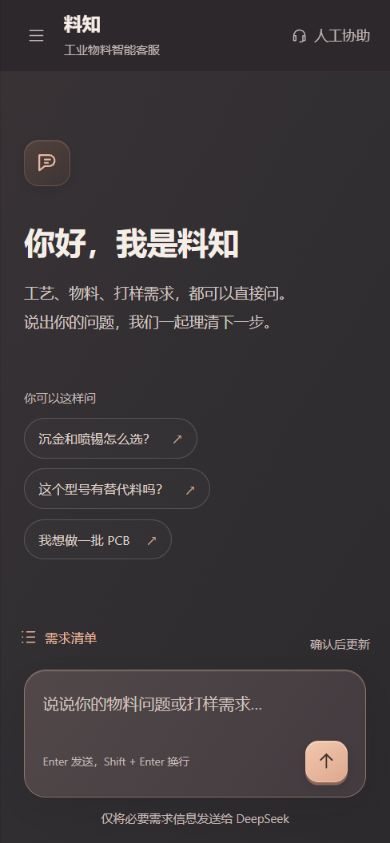 料知
工业物料智能客服
人工协助
你好，我是料知
工艺、物料、打样需求，都可以直接问。
说出你的问题，我们一起理清下一步。
你可以这样问
沉金和喷锡怎么选？ ↗
这个型号有替代料吗？ ↗
我想做一批 PCB ↗
需求清单
确认后更新
说说你的物料问题或打样需求...
Enter 发送，Shift + Enter 换行
仅将必要需求信息发送给 DeepSeek